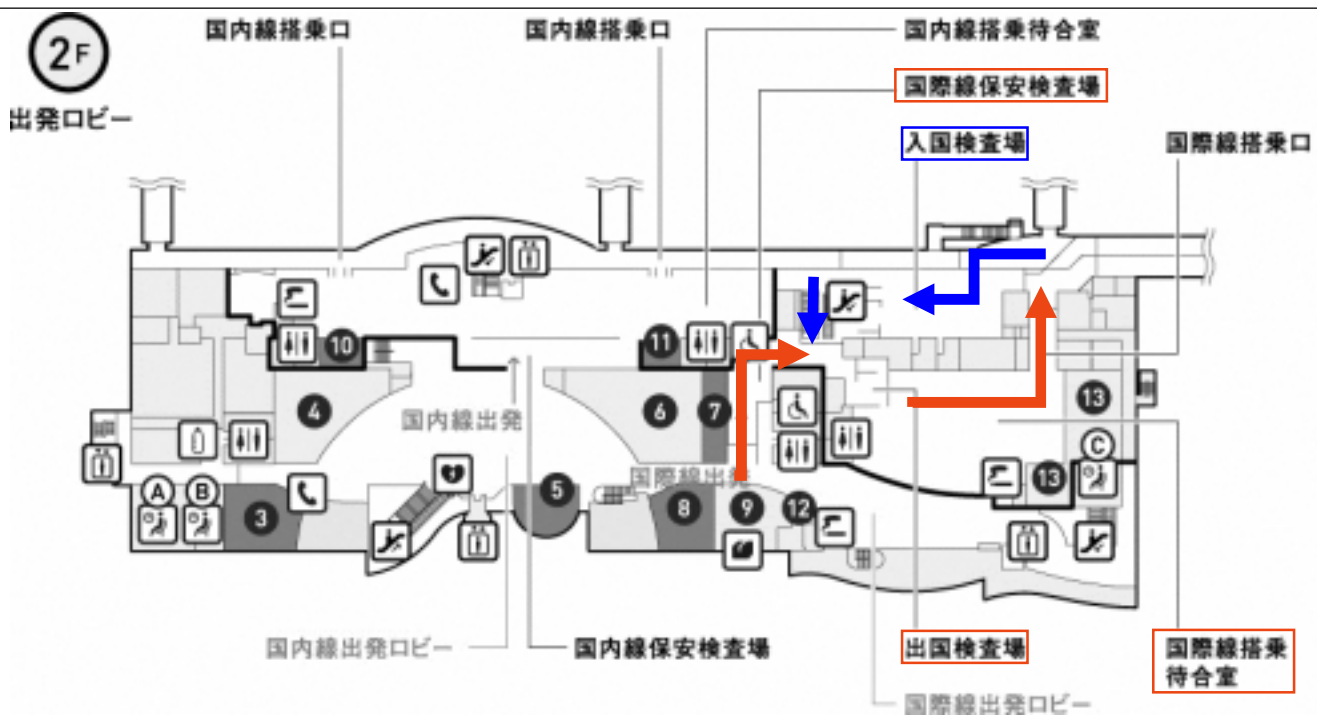 2F
出発ロビー
国内線搭乗口
国内線搭乗口
国内線搭乗待合室
国際線保安検査場
入国検査場
国際線搭乗口
10
11
4
6
7
13
国内線出発
国際線出発
A
B
C
3
5
8
9
12
13
国内線出発ロビー
国内線保安検査場
出国検査場
国際線搭乗
待合室
国際線出発ロビー